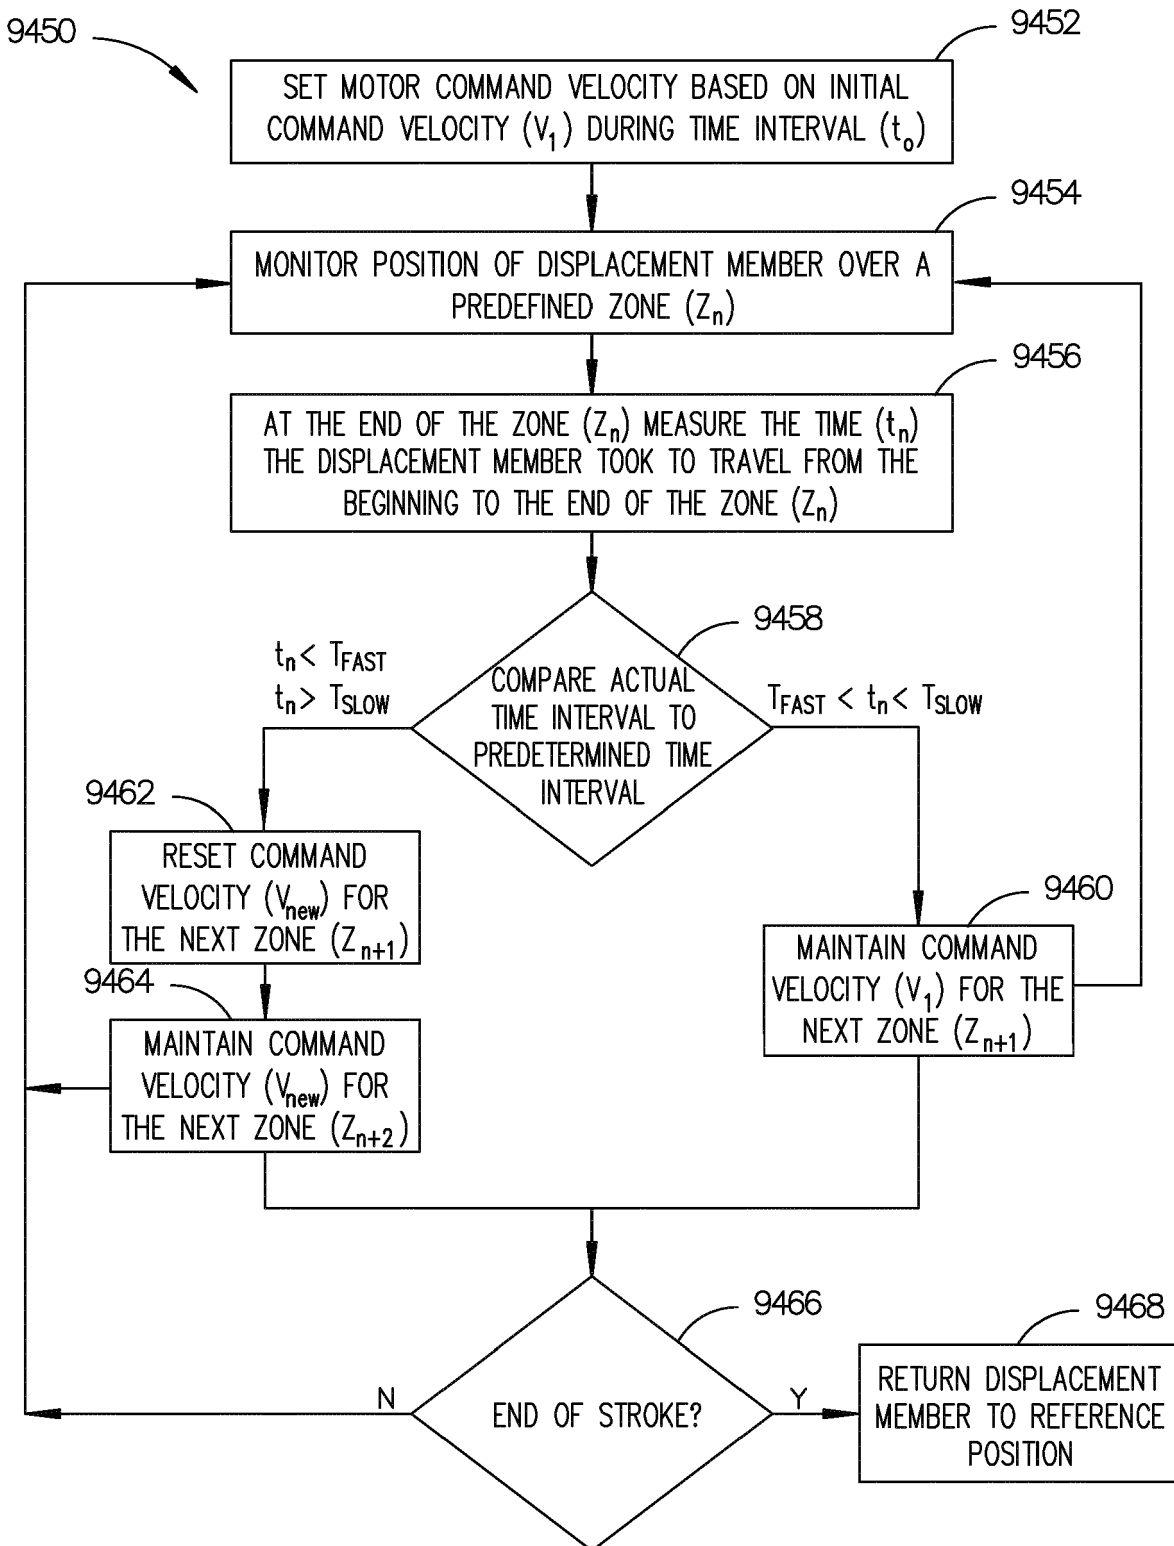 9450
9452
SET MOTOR COMMAND VELOCITY BASED ON INITIAL
COMMAND VELOCITY (V1) DURING TIME INTERVAL (to)
9454
MONITOR POSITION OF DISPLACEMENT MEMBER OVER A
PREDEFINED ZONE (Zn)
9456
AT THE END OF THE ZONE (Zn) MEASURE THE TIME (tn)
THE DISPLACEMENT MEMBER TOOK TO TRAVEL FROM THE
BEGINNING TO THE END OF THE ZONE (Zn)
9458
COMPARE ACTUAL
TIME INTERVAL TO
PREDETERMINED TIME
INTERVAL
tn < TFAST
tn > TSLOW
TFAST < tn < TSLOW
9462
RESET COMMAND
VELOCITY (Vnew) FOR
THE NEXT ZONE (Zn+1)
9464
MAINTAIN COMMAND
VELOCITY (Vnew) FOR
THE NEXT ZONE (Zn+2)
9460
MAINTAIN COMMAND
VELOCITY (V1) FOR THE
NEXT ZONE (Zn+1)
9466
END OF STROKE?
N
Y
9468
RETURN DISPLACEMENT
MEMBER TO REFERENCE
POSITION